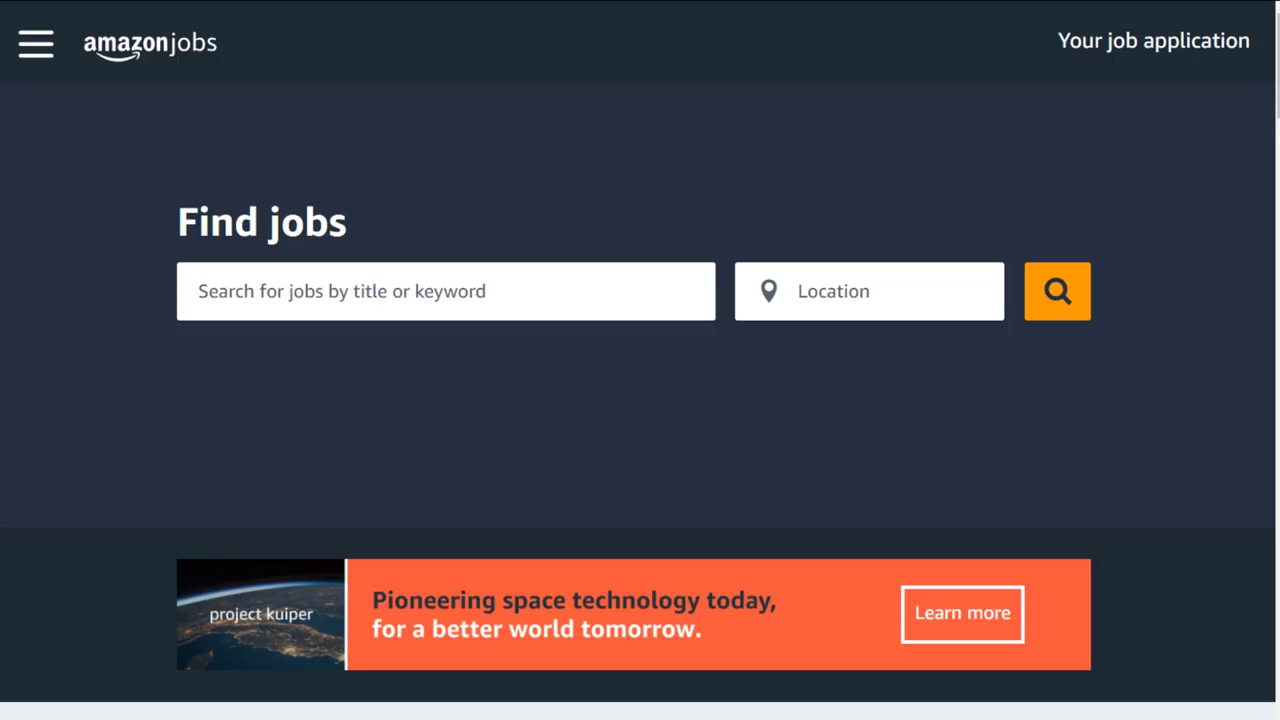 amazonjobs
Your job application
Find jobs
Search for jobs by title or keyword
Location
project kuiper
Pioneering space technology today,
for a better world tomorrow.
Learn more